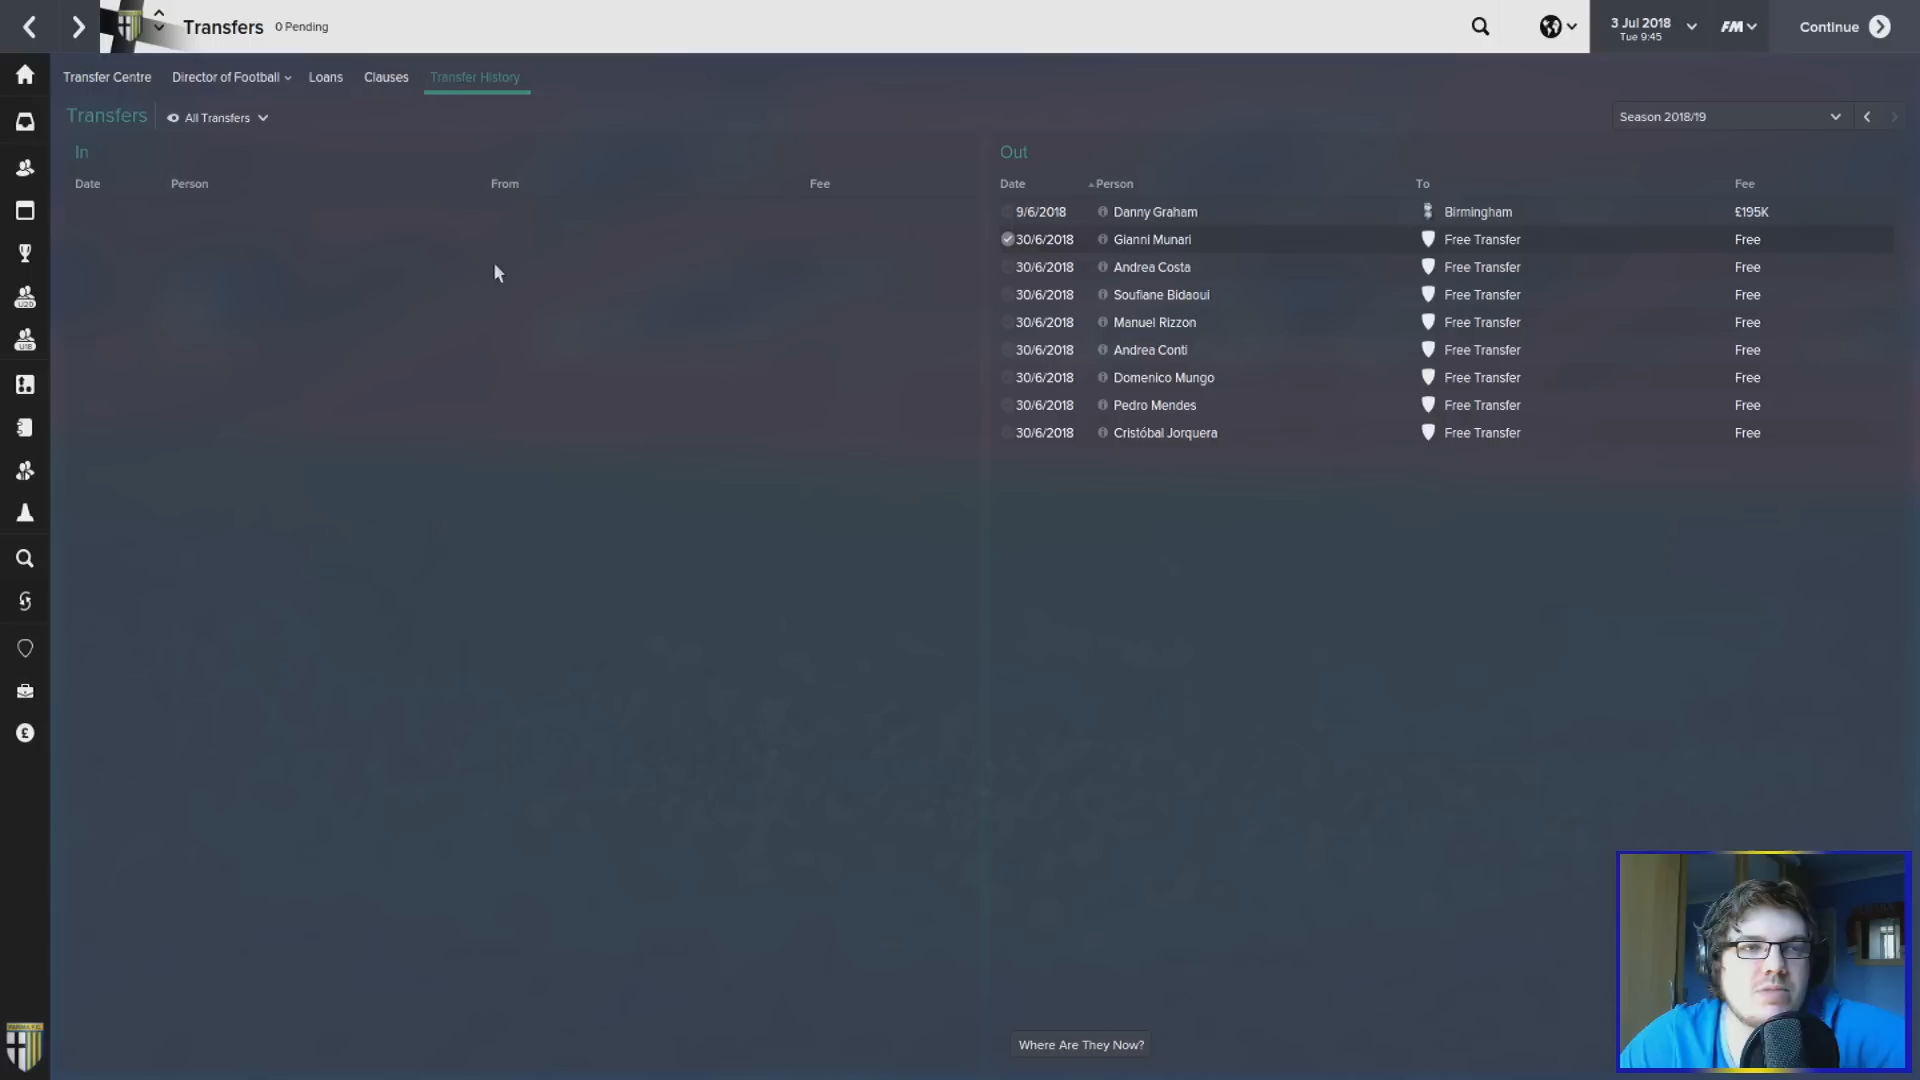 Transfers 0 Pending
3 Jul 2018
Tue 9:45
FM
Continue
Transfer Centre Director of Football Loans Clauses Transfer History
Transfers All Transfers
Season 2018/19
In
Date Person From Fee
Out
Date Person To Fee
9/6/2018 Danny Graham Birmingham £195K
30/6/2018 Gianni Munari Free Transfer Free
30/6/2018 Andrea Costa Free Transfer Free
30/6/2018 Soufiane Bidaoui Free Transfer Free
30/6/2018 Manuel Rizzon Free Transfer Free
30/6/2018 Andrea Conti Free Transfer Free
30/6/2018 Domenico Mungo Free Transfer Free
30/6/2018 Pedro Mendes Free Transfer Free
30/6/2018 Cristóbal Jorquera Free Transfer Free
U20
U18
Where Are They Now?